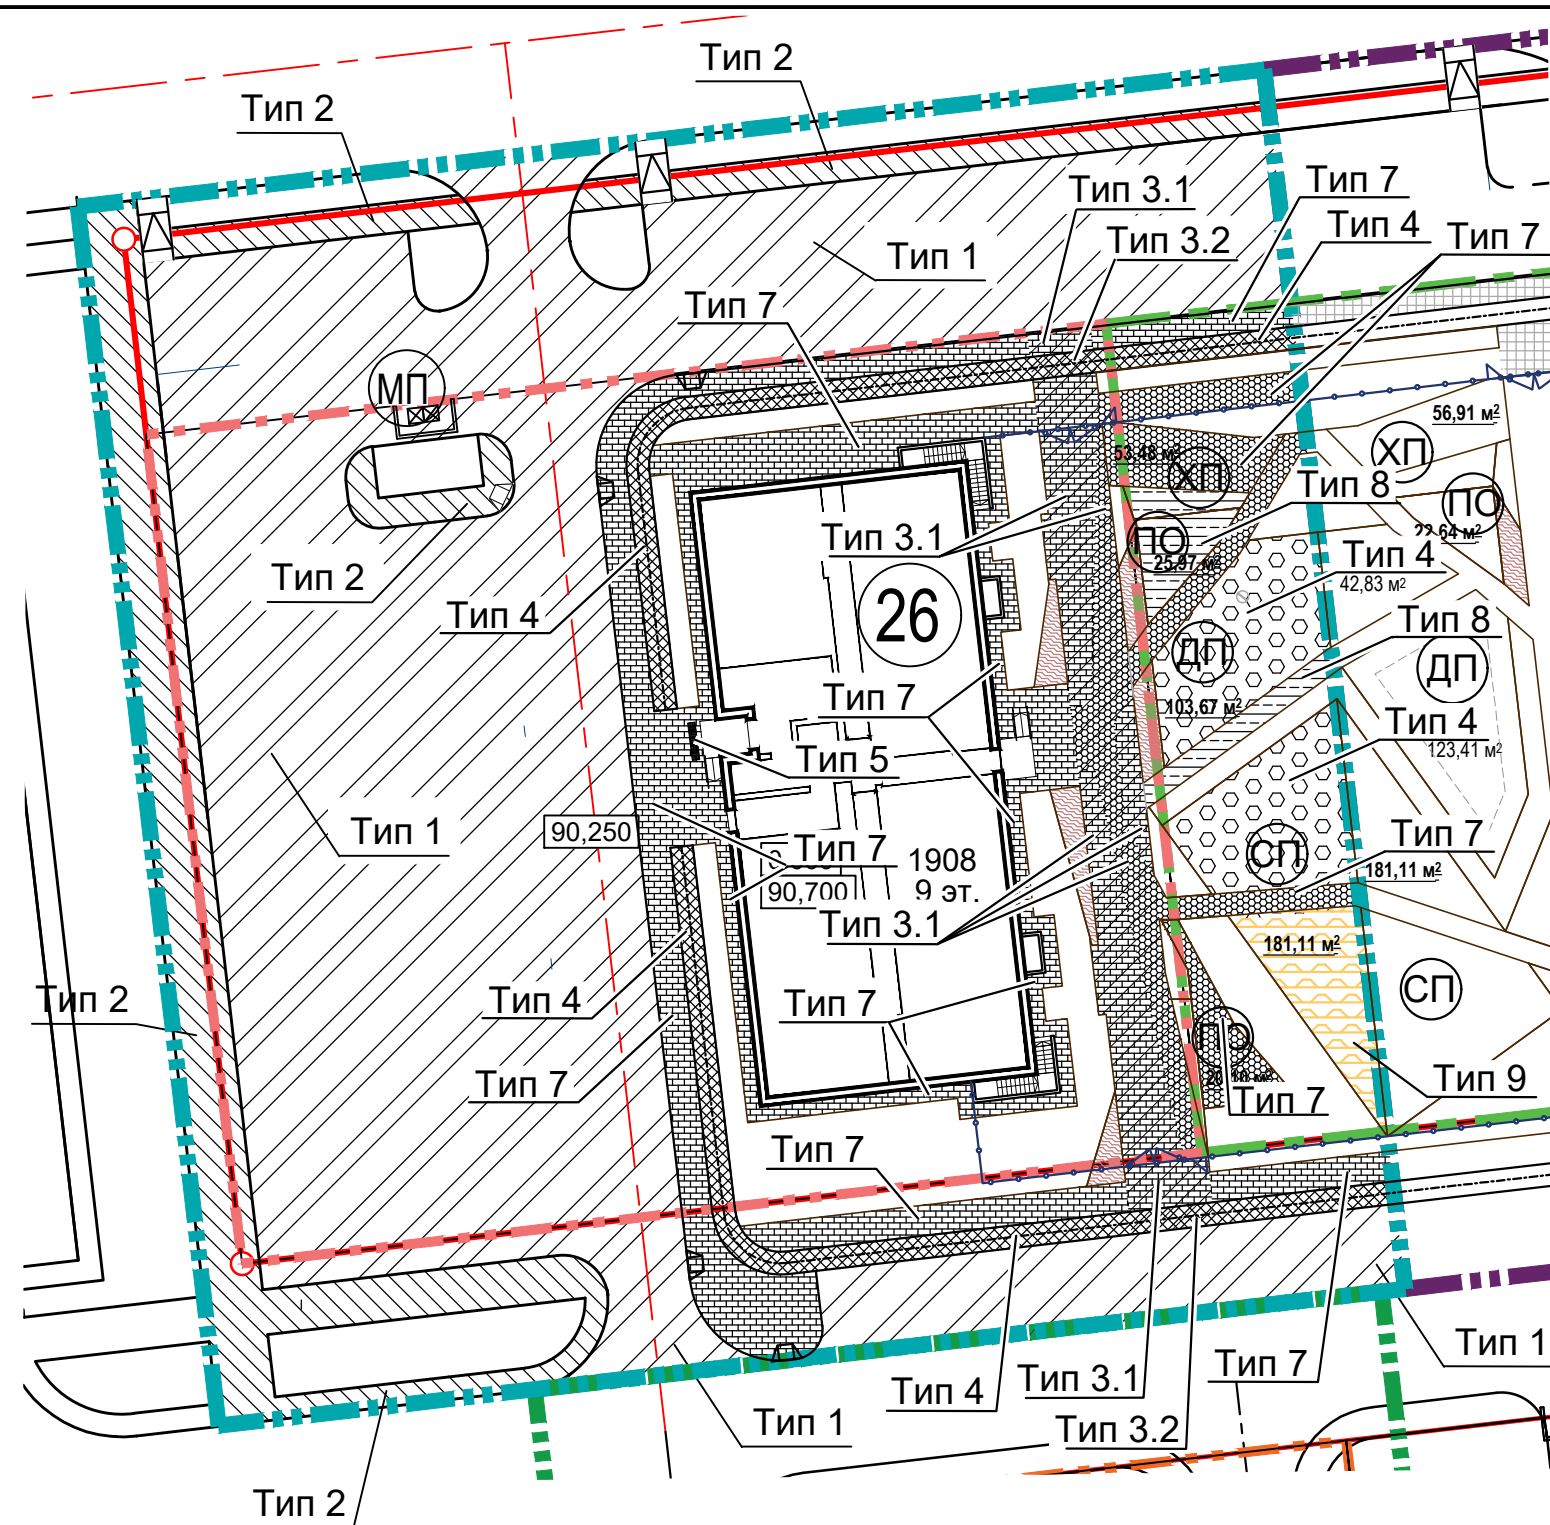 Тип 2
Тип 2
Тип 3.1
Тип 7
Тип 3.2
Тип 4
Тип 7
Тип 1
Тип 7
МП
56,91 м²
53,48 м²
ХП
ХП
Тип 8
ПО
22,64 м²
Тип 3.1
ПО
25,97 м²
Тип 4
42,83 м²
Тип 2
Тип 4
26
Тип 8
ДП
ДП
Тип 7
103,67 м²
Тип 4
123,41 м²
Тип 5
Тип 1
90,250
Тип 7
1908
9 эт.
90,700
Тип 7
СП
181,11 м²
Тип 3.1
181,11 м²
СП
Тип 2
Тип 4
Тип 7
ПО
Тип 7
Тип 9
Тип 7
Тип 7
Тип 1
Тип 7
Тип 3.1
Тип 4
Тип 1
Тип 3.2
Тип 2